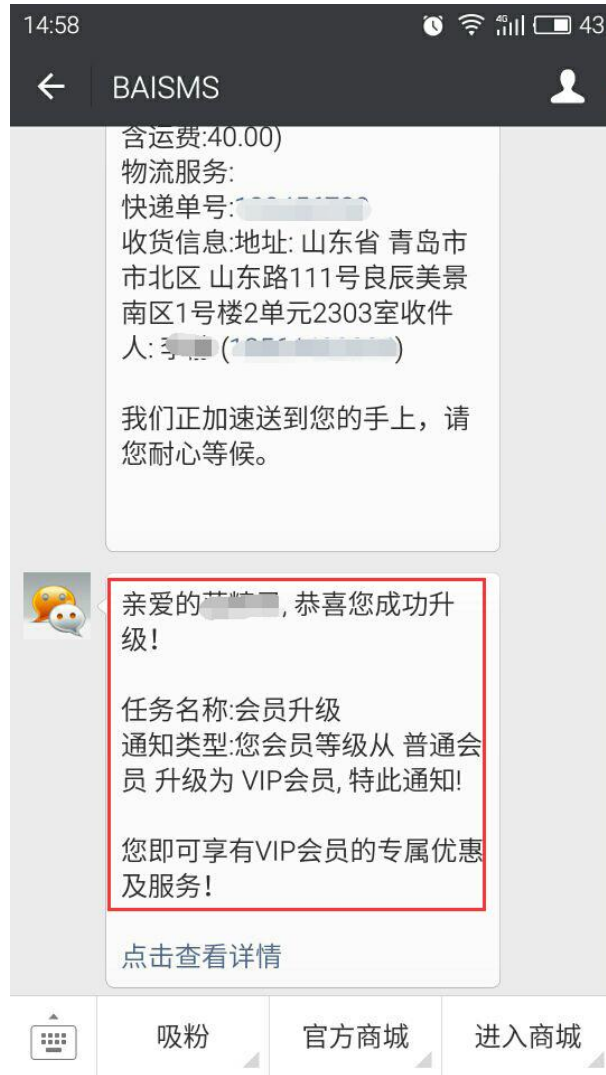 14:58
4G
43
BAISMS
含运费:40.00)
物流服务:
快递单号:
收货信息:地址: 山东省 青岛市
市北区 山东路111号良辰美景
南区1号楼2单元2303室收件
人: ( )
我们正加速送到您的手上，请
您耐心等候。
亲爱的 , 恭喜您成功升
级！
任务名称:会员升级
通知类型:您会员等级从 普通会
员 升级为 VIP会员, 特此通知!
您即可享有VIP会员的专属优惠
及服务！
点击查看详情
吸粉
官方商城
进入商城